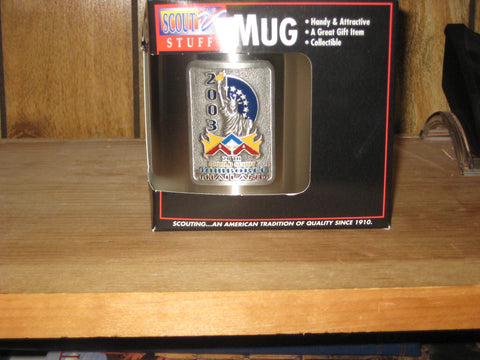 SCOUT
STUFF
MUG
• Handy & Attractive
• A Great Gift Item
• Collectible
2003
SCOUTING...AN AMERICAN TRADITION OF QUALITY SINCE 1910.